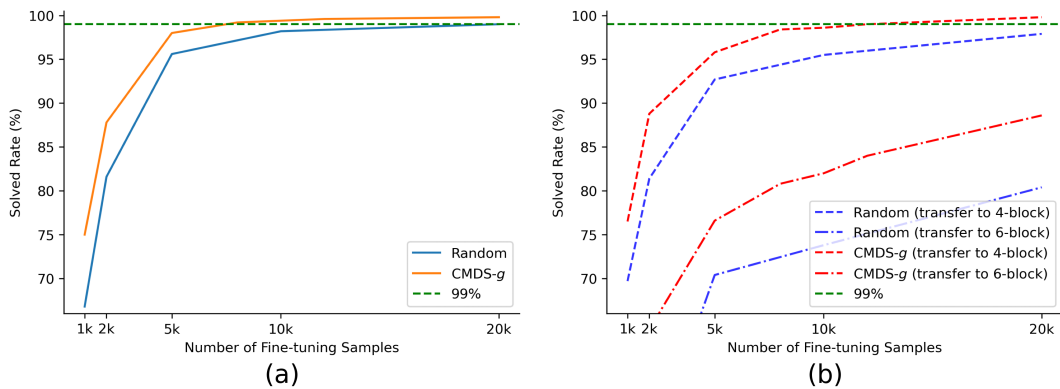 100
95
90
85
80
75
70
Solved Rate (%)
1k 2k 5k 10k 20k
Number of Fine-tuning Samples
Random
CMDS-g
99%
(a)
100
95
90
85
80
75
70
Solved Rate (%)
1k 2k 5k 10k 20k
Number of Fine-tuning Samples
Random (transfer to 4-block)
Random (transfer to 6-block)
CMDS-g (transfer to 4-block)
CMDS-g (transfer to 6-block)
99%
(b)